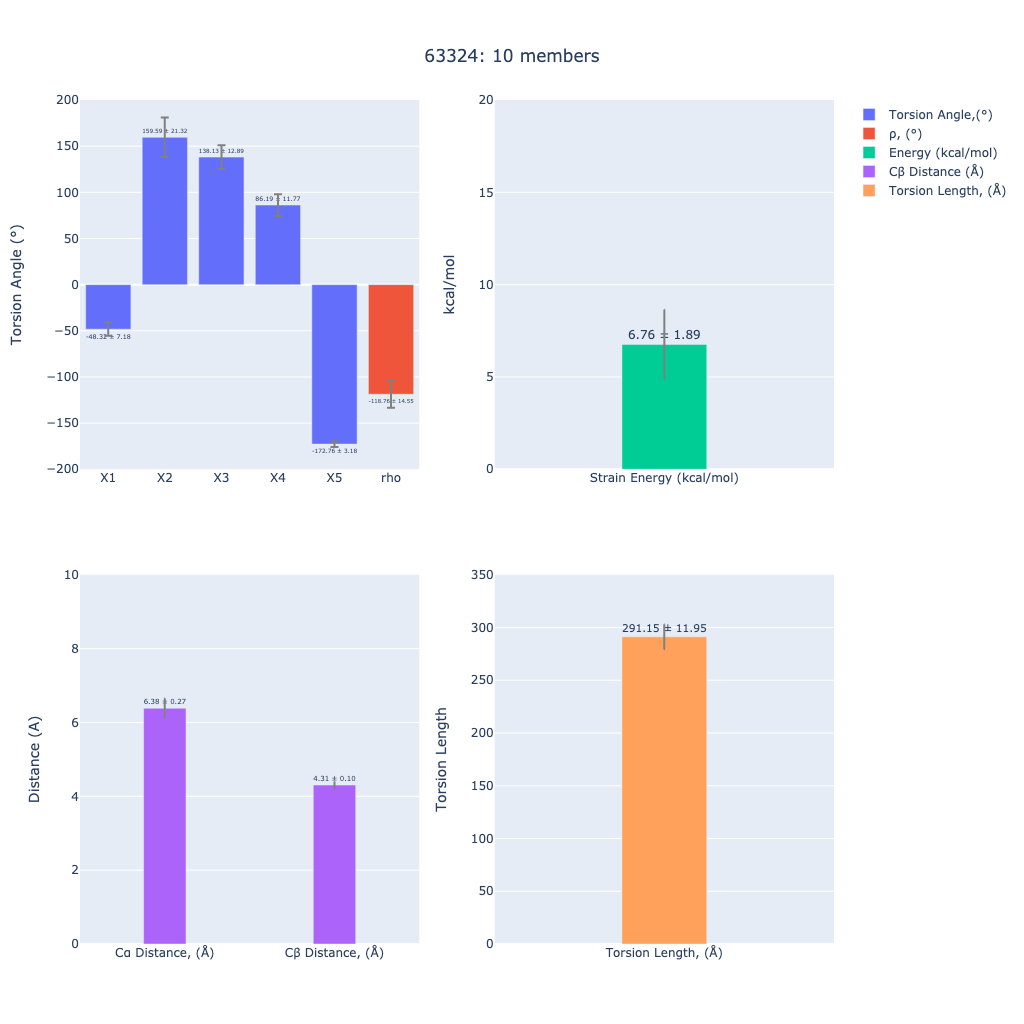 63324: 10 members
Torsion Angle (°)
200
150
100
50
0
−50
−100
−150
−200
-48.32 ± 7.18
159.59 ± 21.32
138.13 ± 12.89
86.19 ± 11.77
-172.76 ± 3.18
-118.76 ± 14.55
X1 X2 X3 X4 X5 rho
kcal/mol
20
15
10
5
0
6.76 ± 1.89
Strain Energy (kcal/mol)
Torsion Angle,(°)
ρ, (°)
Energy (kcal/mol)
Cβ Distance (Å)
Torsion Length, (Å)
Distance (A)
10
8
6
4
2
0
6.38 ± 0.27
4.31 ± 0.10
Cα Distance, (Å) Cβ Distance, (Å)
Torsion Length
350
300
250
200
150
100
50
0
291.15 ± 11.95
Torsion Length, (Å)